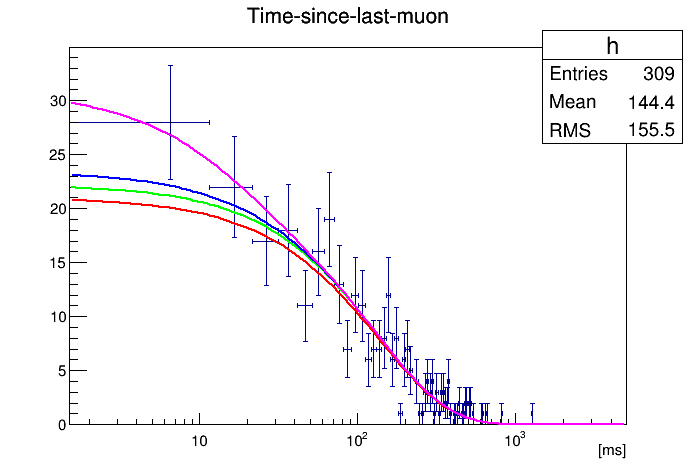 Time-since-last-muon
h
Entries 309
Mean 144.4
RMS 155.5
30
25
20
15
10
5
0
10 10² 10³
[ms]